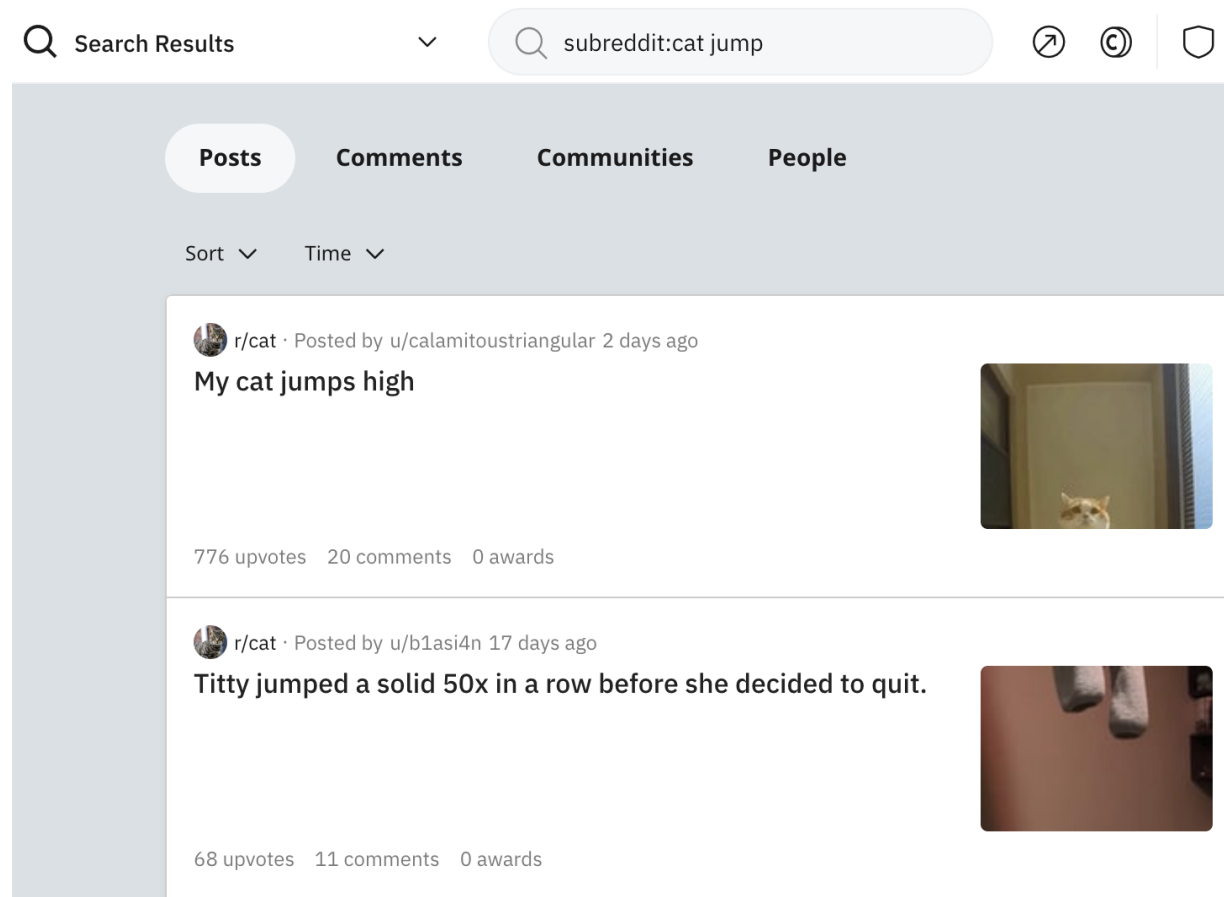 Search Results
subreddit:cat jump
Posts Comments Communities People
Sort Time
r/cat · Posted by u/calamitoustriangular 2 days ago
My cat jumps high
776 upvotes 20 comments 0 awards
r/cat · Posted by u/b1asi4n 17 days ago
Titty jumped a solid 50x in a row before she decided to quit.
68 upvotes 11 comments 0 awards